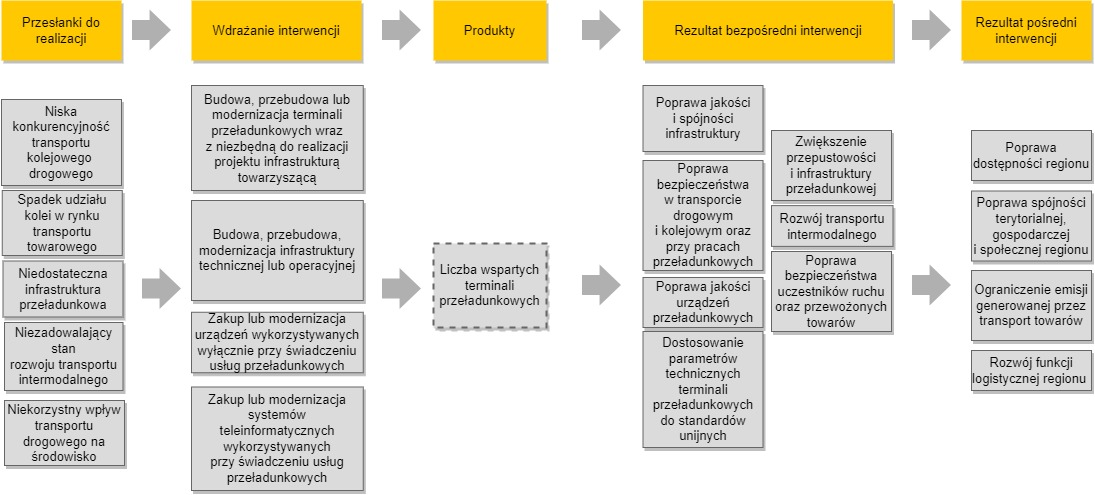 Przesłanki do
realizacji
Wdrażanie interwencji
Produkty
Rezultat bezpośredni interwencji
Rezultat pośredni
interwencji
Niska
konkurencyjność
transportu
kolejowego
drogowego
Spadek udziału
kolei w rynku
transportu
towarowego
Niedostateczna
infrastruktura
przeładunkowa
Niezadowalający
stan
rozwoju transportu
intermodalnego
Niekorzystny wpływ
transportu
drogowego na
środowisko
Budowa, przebudowa lub
modernizacja terminali
przeładunkowych wraz
z niezbędną do realizacji
projektu infrastrukturą
towarzyszącą
Budowa, przebudowa,
modernizacja infrastruktury
technicznej lub operacyjnej
Zakup lub modernizacja
urządzeń wykorzystywanych
wyłącznie przy świadczeniu
usług przeładunkowych
Zakup lub modernizacja
systemów
teleinformatycznych
wykorzystywanych
przy świadczeniu usług
przeładunkowych
Liczba wspartych
terminali
przeładunkowych
Poprawa jakości
i spójności
infrastruktury
Poprawa
bezpieczeństwa
w transporcie
drogowym
i kolejowym oraz
przy pracach
przeładunkowych
Poprawa jakości
urządzeń
przeładunkowych
Dostosowanie
parametrów
technicznych
terminali
przeładunkowych
do standardów
unijnych
Zwiększenie
przepustowości
i infrastruktury
przeładunkowej
Rozwój transportu
intermodalnego
Poprawa
bezpieczeństwa
uczestników ruchu
oraz przewożonych
towarów
Poprawa
dostępności regionu
Poprawa spójności
terytorialnej,
gospodarczej
i społecznej regionu
Ograniczenie emisji
generowanej przez
transport towarów
Rozwój funkcji
logistycznej regionu